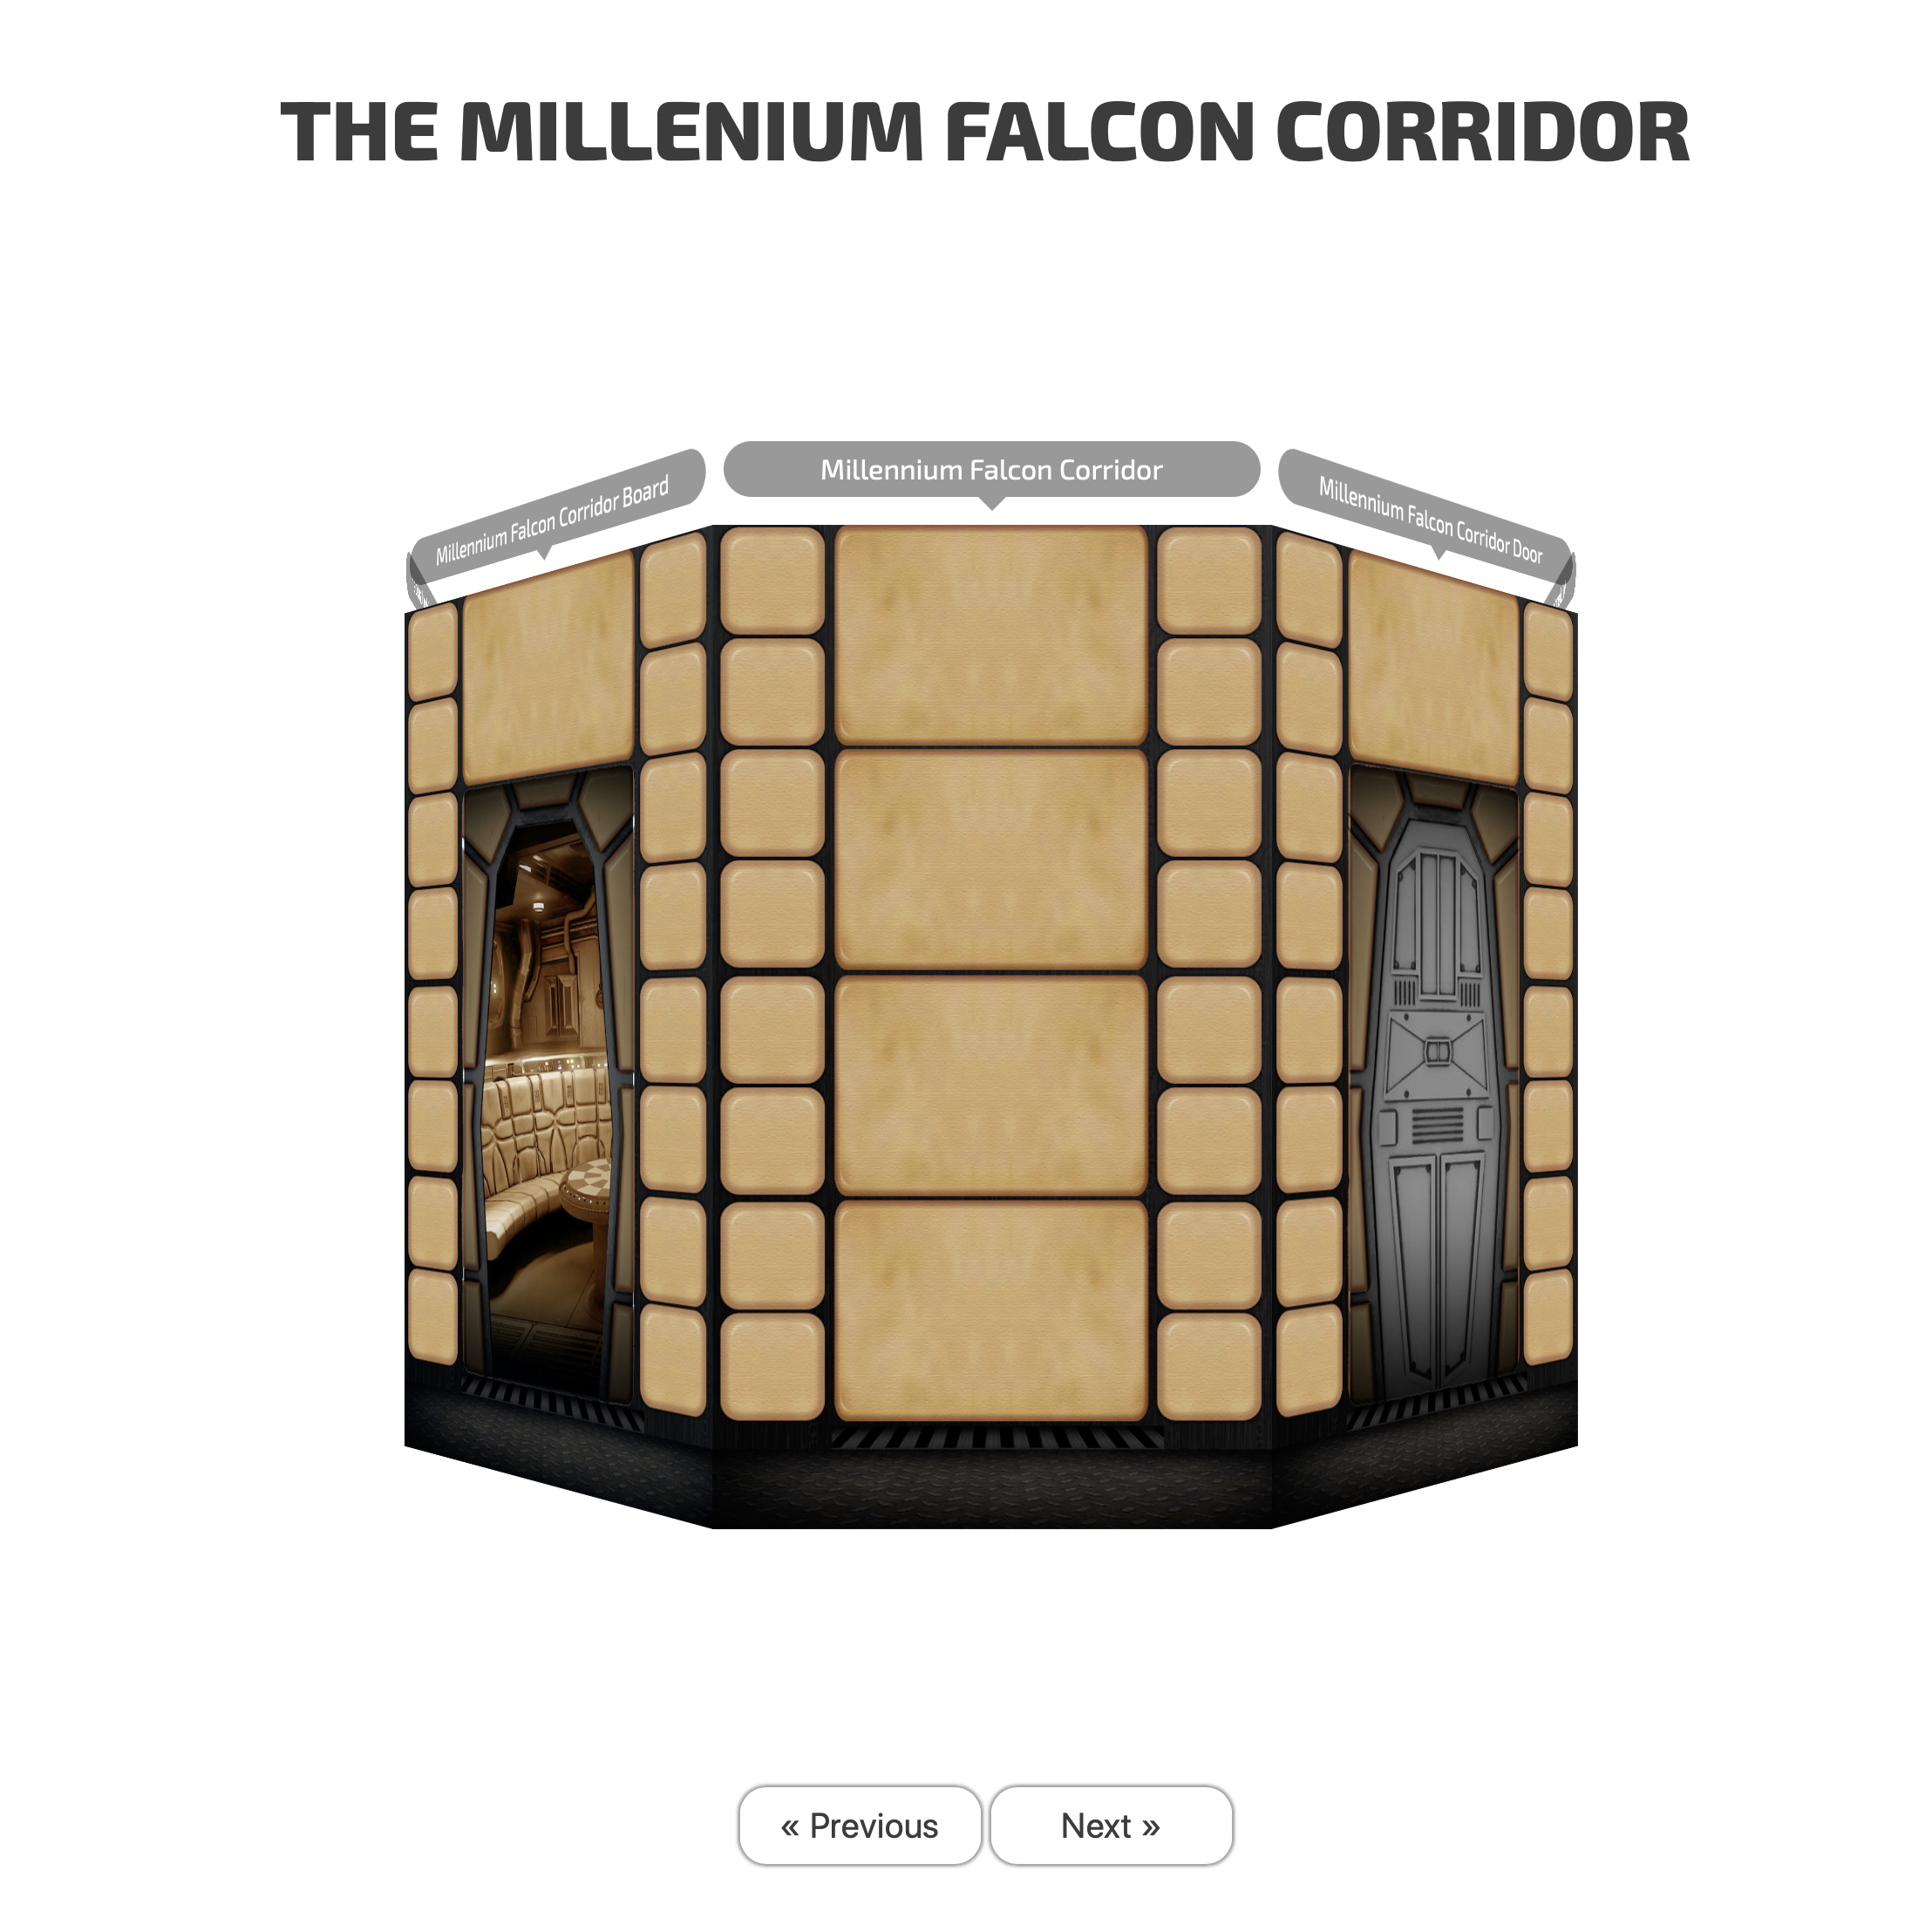 THE MILLENIUM FALCON CORRIDOR
Millennium Falcon Corridor Board
Millennium Falcon Corridor
Millennium Falcon Corridor Door
« Previous
Next »